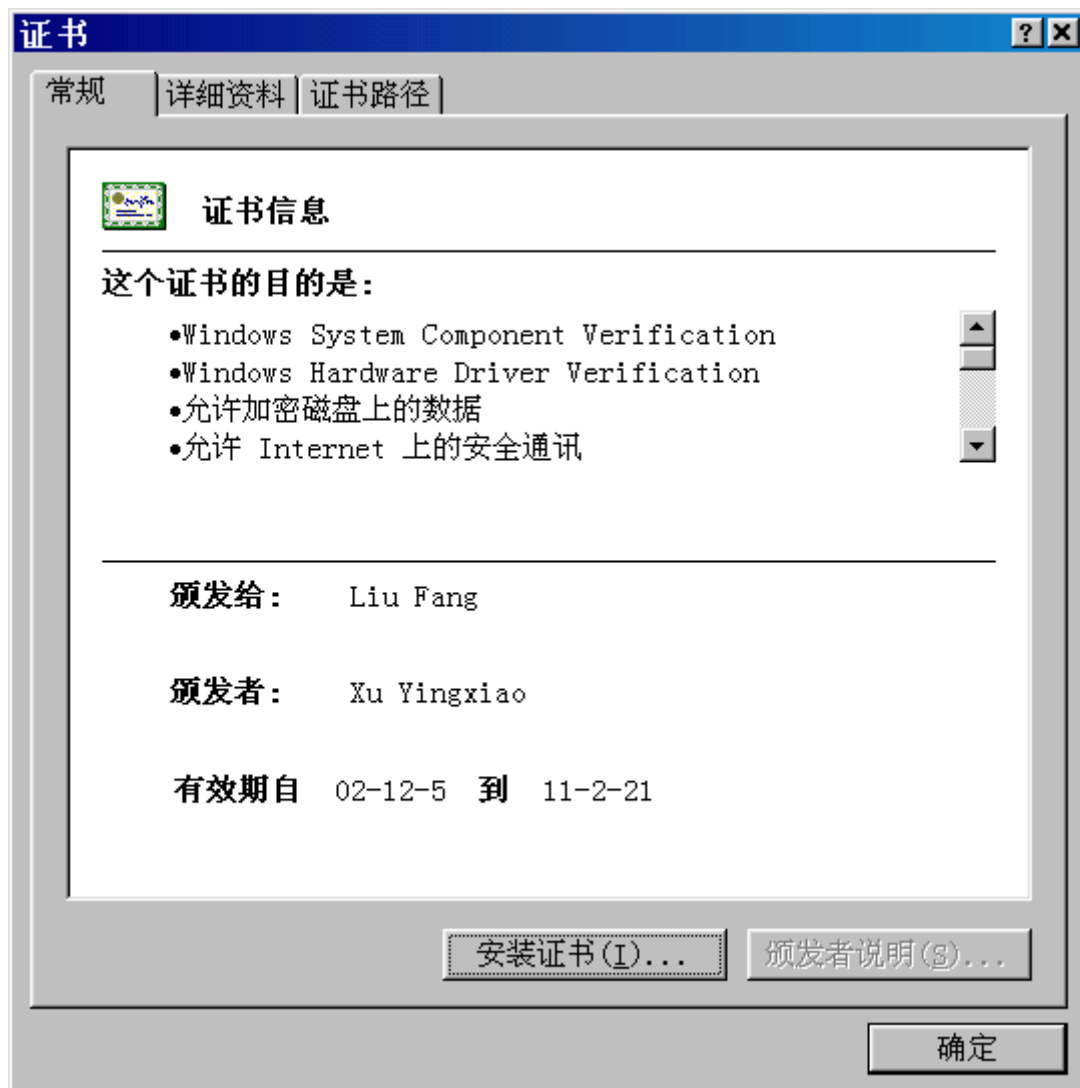 证书
常规 详细资料 证书路径
证书信息
这个证书的目的是:
•Windows System Component Verification
•Windows Hardware Driver Verification
•允许加密磁盘上的数据
•允许 Internet 上的安全通讯
颁发给: Liu Fang
颁发者: Xu Yingxiao
有效期自 02-12-5 到 11-2-21
安装证书(I)... 颁发者说明(S)...
确定